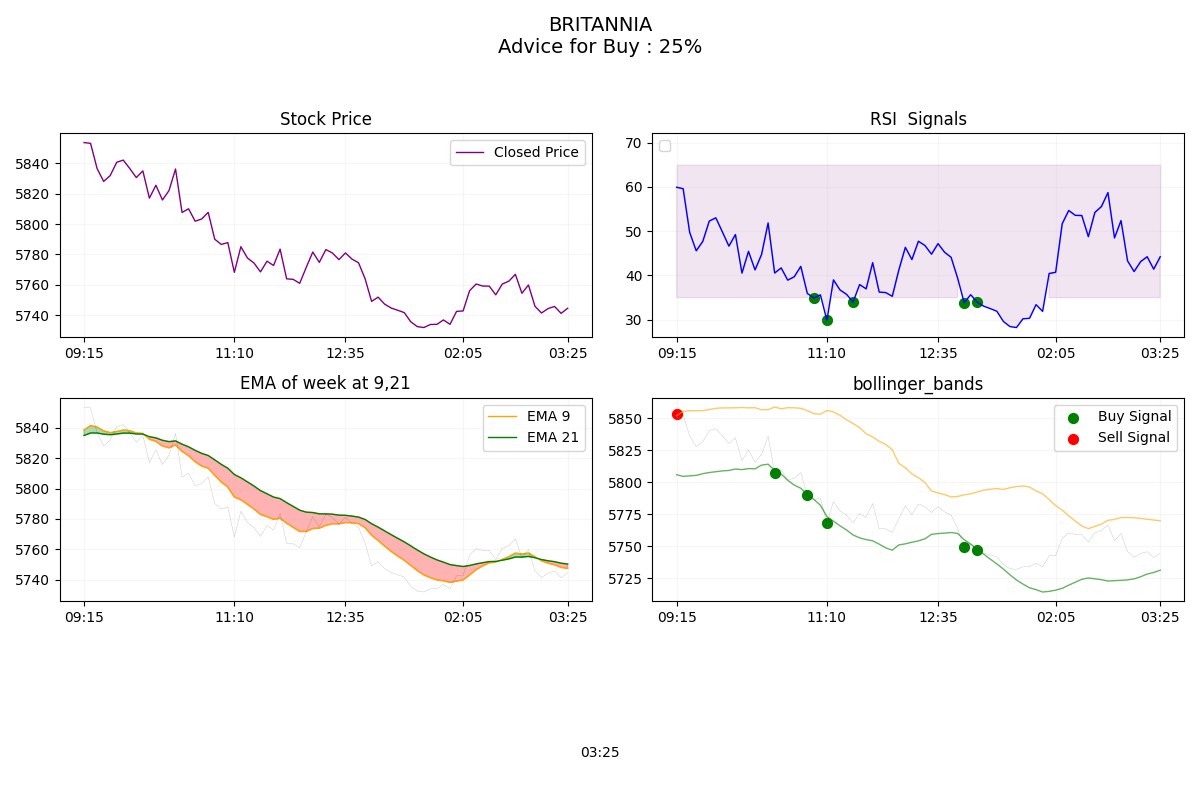 BRITANNIA
Advice for Buy : 25%
Stock Price
Closed Price
5840
5820
5800
5780
5760
5740
09:15 11:10 12:35 02:05 03:25
RSI  Signals
70
60
50
40
30
09:15 11:10 12:35 02:05 03:25
EMA of week at 9,21
EMA 9
EMA 21
5840
5820
5800
5780
5760
5740
09:15 11:10 12:35 02:05 03:25
bollinger_bands
Buy Signal
Sell Signal
5850
5825
5800
5775
5750
5725
09:15 11:10 12:35 02:05 03:25
03:25